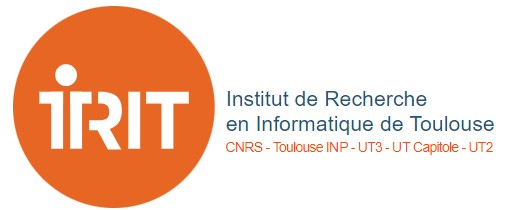 IRIT
Institut de Recherche
en Informatique de Toulouse
CNRS - Toulouse INP - UT3 - UT Capitole - UT2